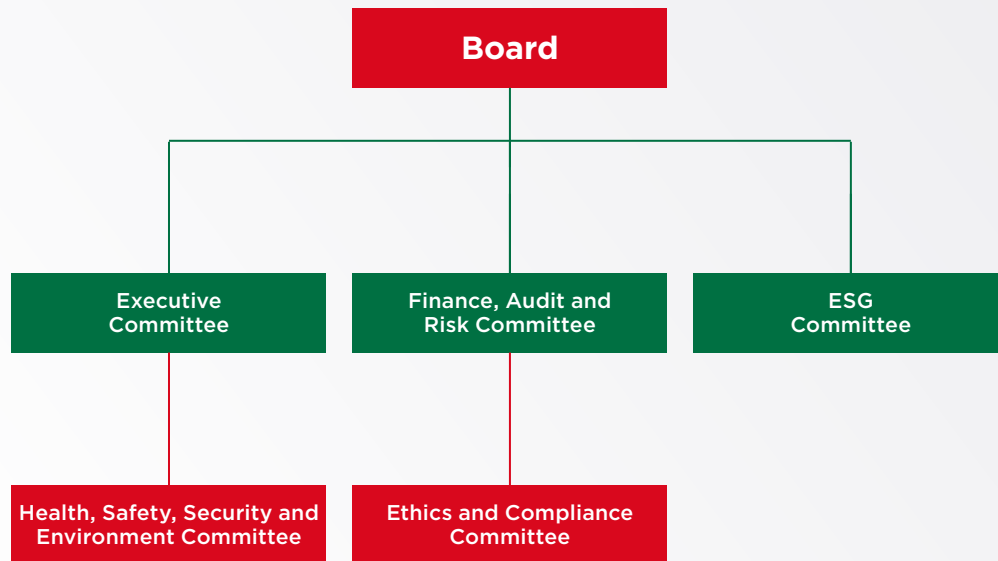 Board
Executive
Committee
Finance, Audit and
Risk Committee
ESG
Committee
Health, Safety, Security and
Environment Committee
Ethics and Compliance
Committee